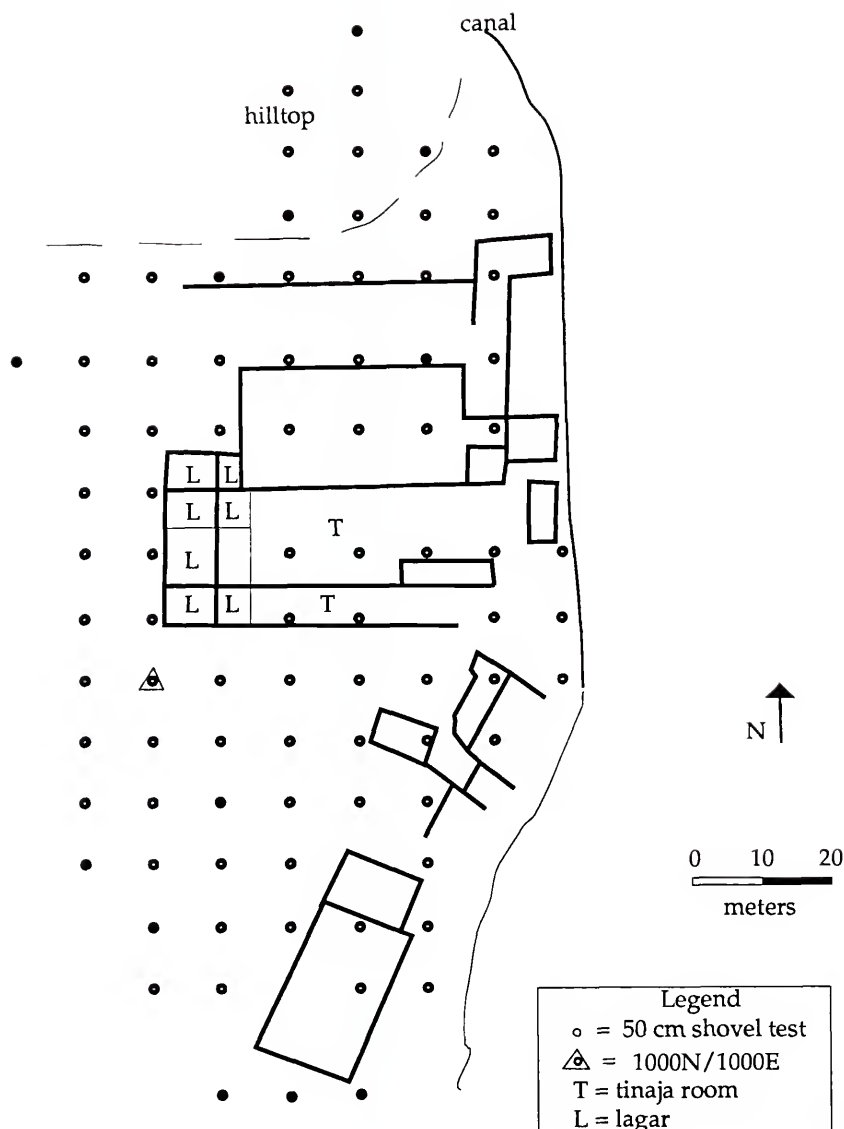 canal
hilltop
L L
L L
T
L
L L T
N
0 10 20
meters
Legend
= 50 cm shovel test
= 1000N/1000E
T = tinaja room
L = lagar